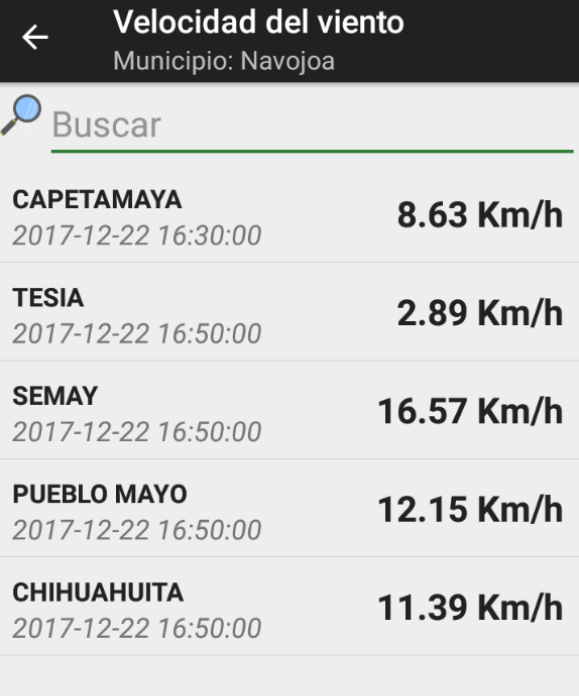 Velocidad del viento
Municipio: Navojoa
Buscar
CAPETAMAYA
2017-12-22 16:30:00
8.63 Km/h
TESIA
2017-12-22 16:50:00
2.89 Km/h
SEMAY
2017-12-22 16:50:00
16.57 Km/h
PUEBLO MAYO
2017-12-22 16:50:00
12.15 Km/h
CHIHUAHUITA
2017-12-22 16:50:00
11.39 Km/h